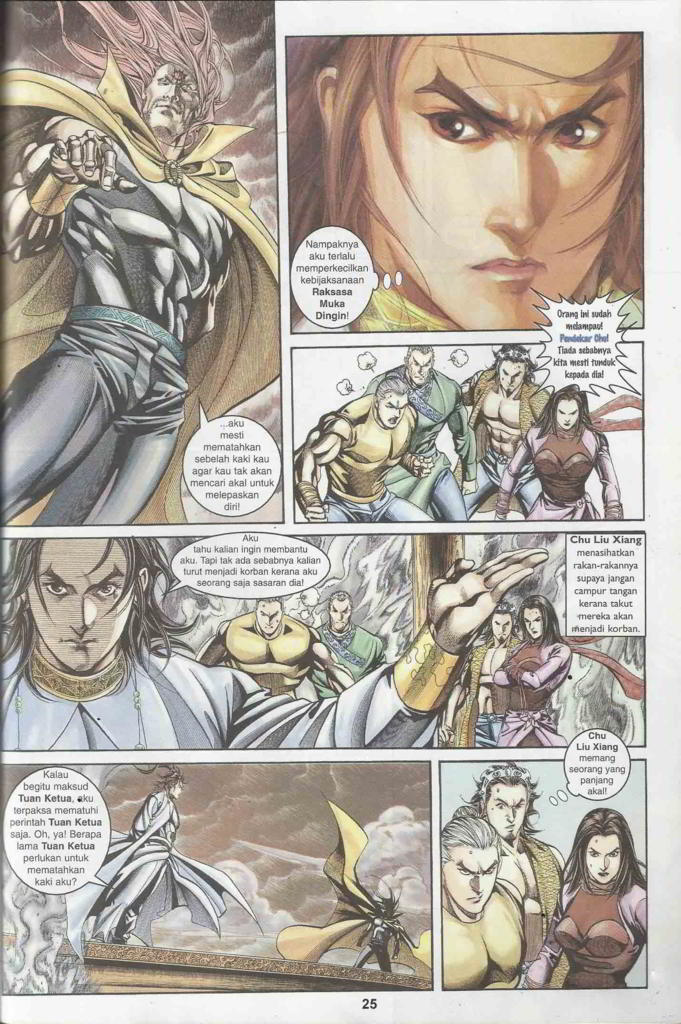 ...aku
mesti
mematahkan
sebelah kaki kau
agar kau tak akan
mencari akal untuk
melepaskan
diri!
Nampaknya
aku terlalu
memperkecilkan
kebijaksanaan
Raksasa
Muka
Dingin!
Orang ini sudah
melampau!
Pendekar Chu!
Tiada sebabnya
kita mesti tunduk
kepada dia!
Aku
tahu kalian ingin membantu
aku. Tapi tak ada sebabnya kalian
turut menjadi korban kerana aku
seorang saja sasaran dia!
Chu Liu Xiang
menasihatkan
rakan-rakannya
supaya jangan
campur tangan
kerana takut
mereka akan
menjadi korban.
Kalau
begitu maksud
Tuan Ketua, aku
terpaksa mematuhi
perintah Tuan Ketua
saja. Oh, ya! Berapa
lama Tuan Ketua
perlukan untuk
mematahkan
kaki aku?
Chu
Liu Xiang
memang
seorang yang
panjang
akal!
25